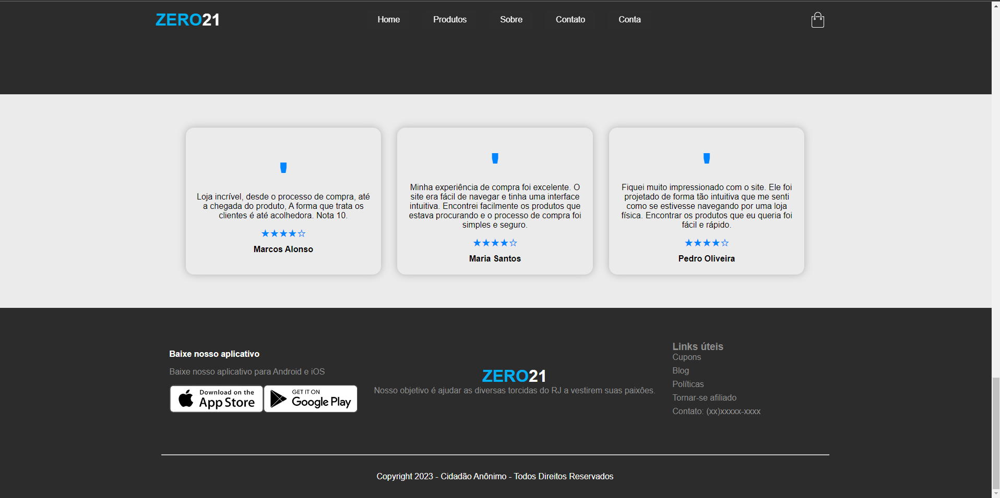 ZERO21
Home Produtos Sobre Contato Conta
'
Loja incrível, desde o processo de compra, até
a chegada do produto, A forma que trata os
clientes é até acolhedora. Nota 10.
★★★★☆
Marcos Alonso
'
Minha experiência de compra foi excelente. O
site era fácil de navegar e tinha uma interface
intuitiva. Encontrei facilmente os produtos que
estava procurando e o processo de compra foi
simples e seguro.
★★★★☆
Maria Santos
'
Fiquei muito impressionado com o site. Ele foi
projetado de forma tão intuitiva que me senti
como se estivesse navegando por uma loja
física. Encontrar os produtos que eu queria foi
fácil e rápido.
★★★★☆
Pedro Oliveira
Baixe nosso aplicativo
Baixe nosso aplicativo para Android e iOS
Download on the
App Store
GET IT ON
Google Play
ZERO21
Nosso objetivo é ajudar as diversas torcidas do RJ a vestirem suas paixões.
Links úteis
Cupons
Blog
Políticas
Tornar-se afiliado
Contato: (xx)xxxxx-xxxx
Copyright 2023 - Cidadão Anônimo - Todos Direitos Reservados